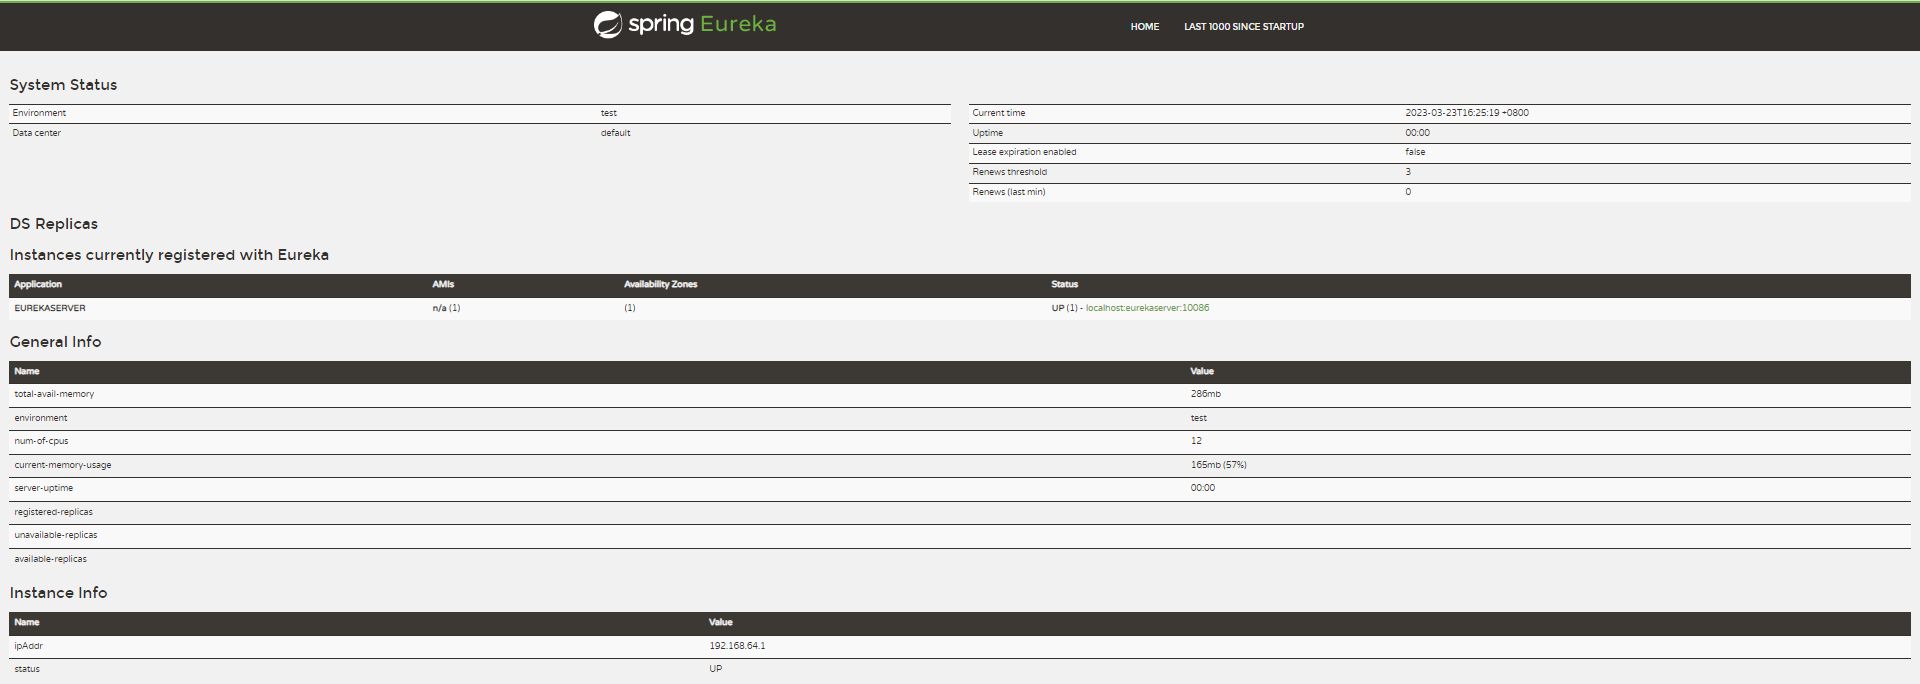 spring Eureka
HOME LAST 1000 SINCE STARTUP
System Status
Environment test
Data center default
Current time 2023-03-23T16:25:19 +0800
Uptime 00:00
Lease expiration enabled false
Renews threshold 3
Renews (last min) 0
DS Replicas
Instances currently registered with Eureka
Application AMIs Availability Zones Status
EUREKASERVER n/a (1) (1) UP (1) - localhost:eurekaserver:10086
General Info
Name Value
total-avail-memory 286mb
environment test
num-of-cpus 12
current-memory-usage 165mb (57%)
server-uptime 00:00
registered-replicas
unavailable-replicas
available-replicas
Instance Info
Name Value
ipAddr 192.168.64.1
status UP